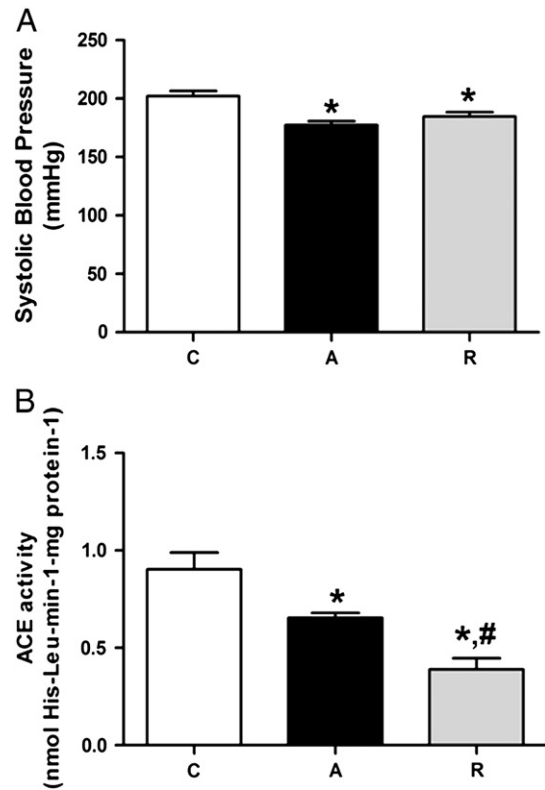 A
Systolic Blood Pressure
(mmHg)
250
200
150
100
50
0
*
*
C A R
B
ACE activity
(nmol His-Leu-min-1-mg protein-1)
1.5
1.0
0.5
0.0
*
*,#
C A R